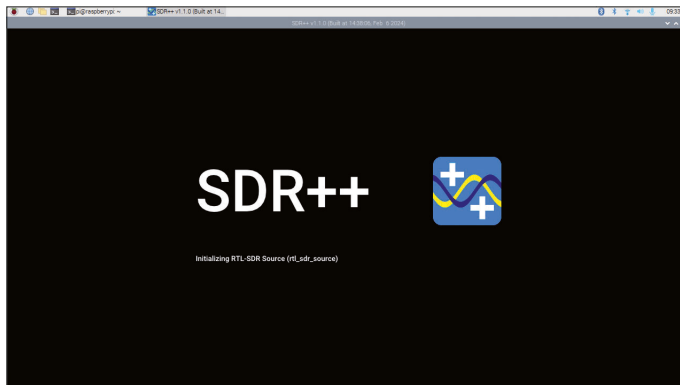 pi@raspberrypi: ~
SDR++ v1.1.0 (Built at 14...
09:33
SDR++ v1.1.0 (Built at 14:39:08, Feb 6 2024)
SDR++
Initializing RTL-SDR Source (rtl_sdr_source)